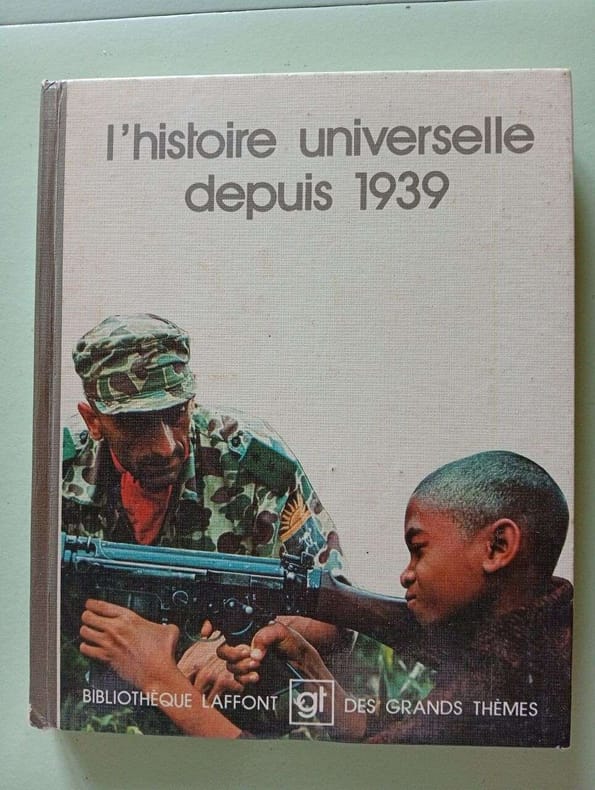 l'histoire universelle
depuis 1939
BIBLIOTHÈQUE LAFFONT gt DES GRANDS THÈMES